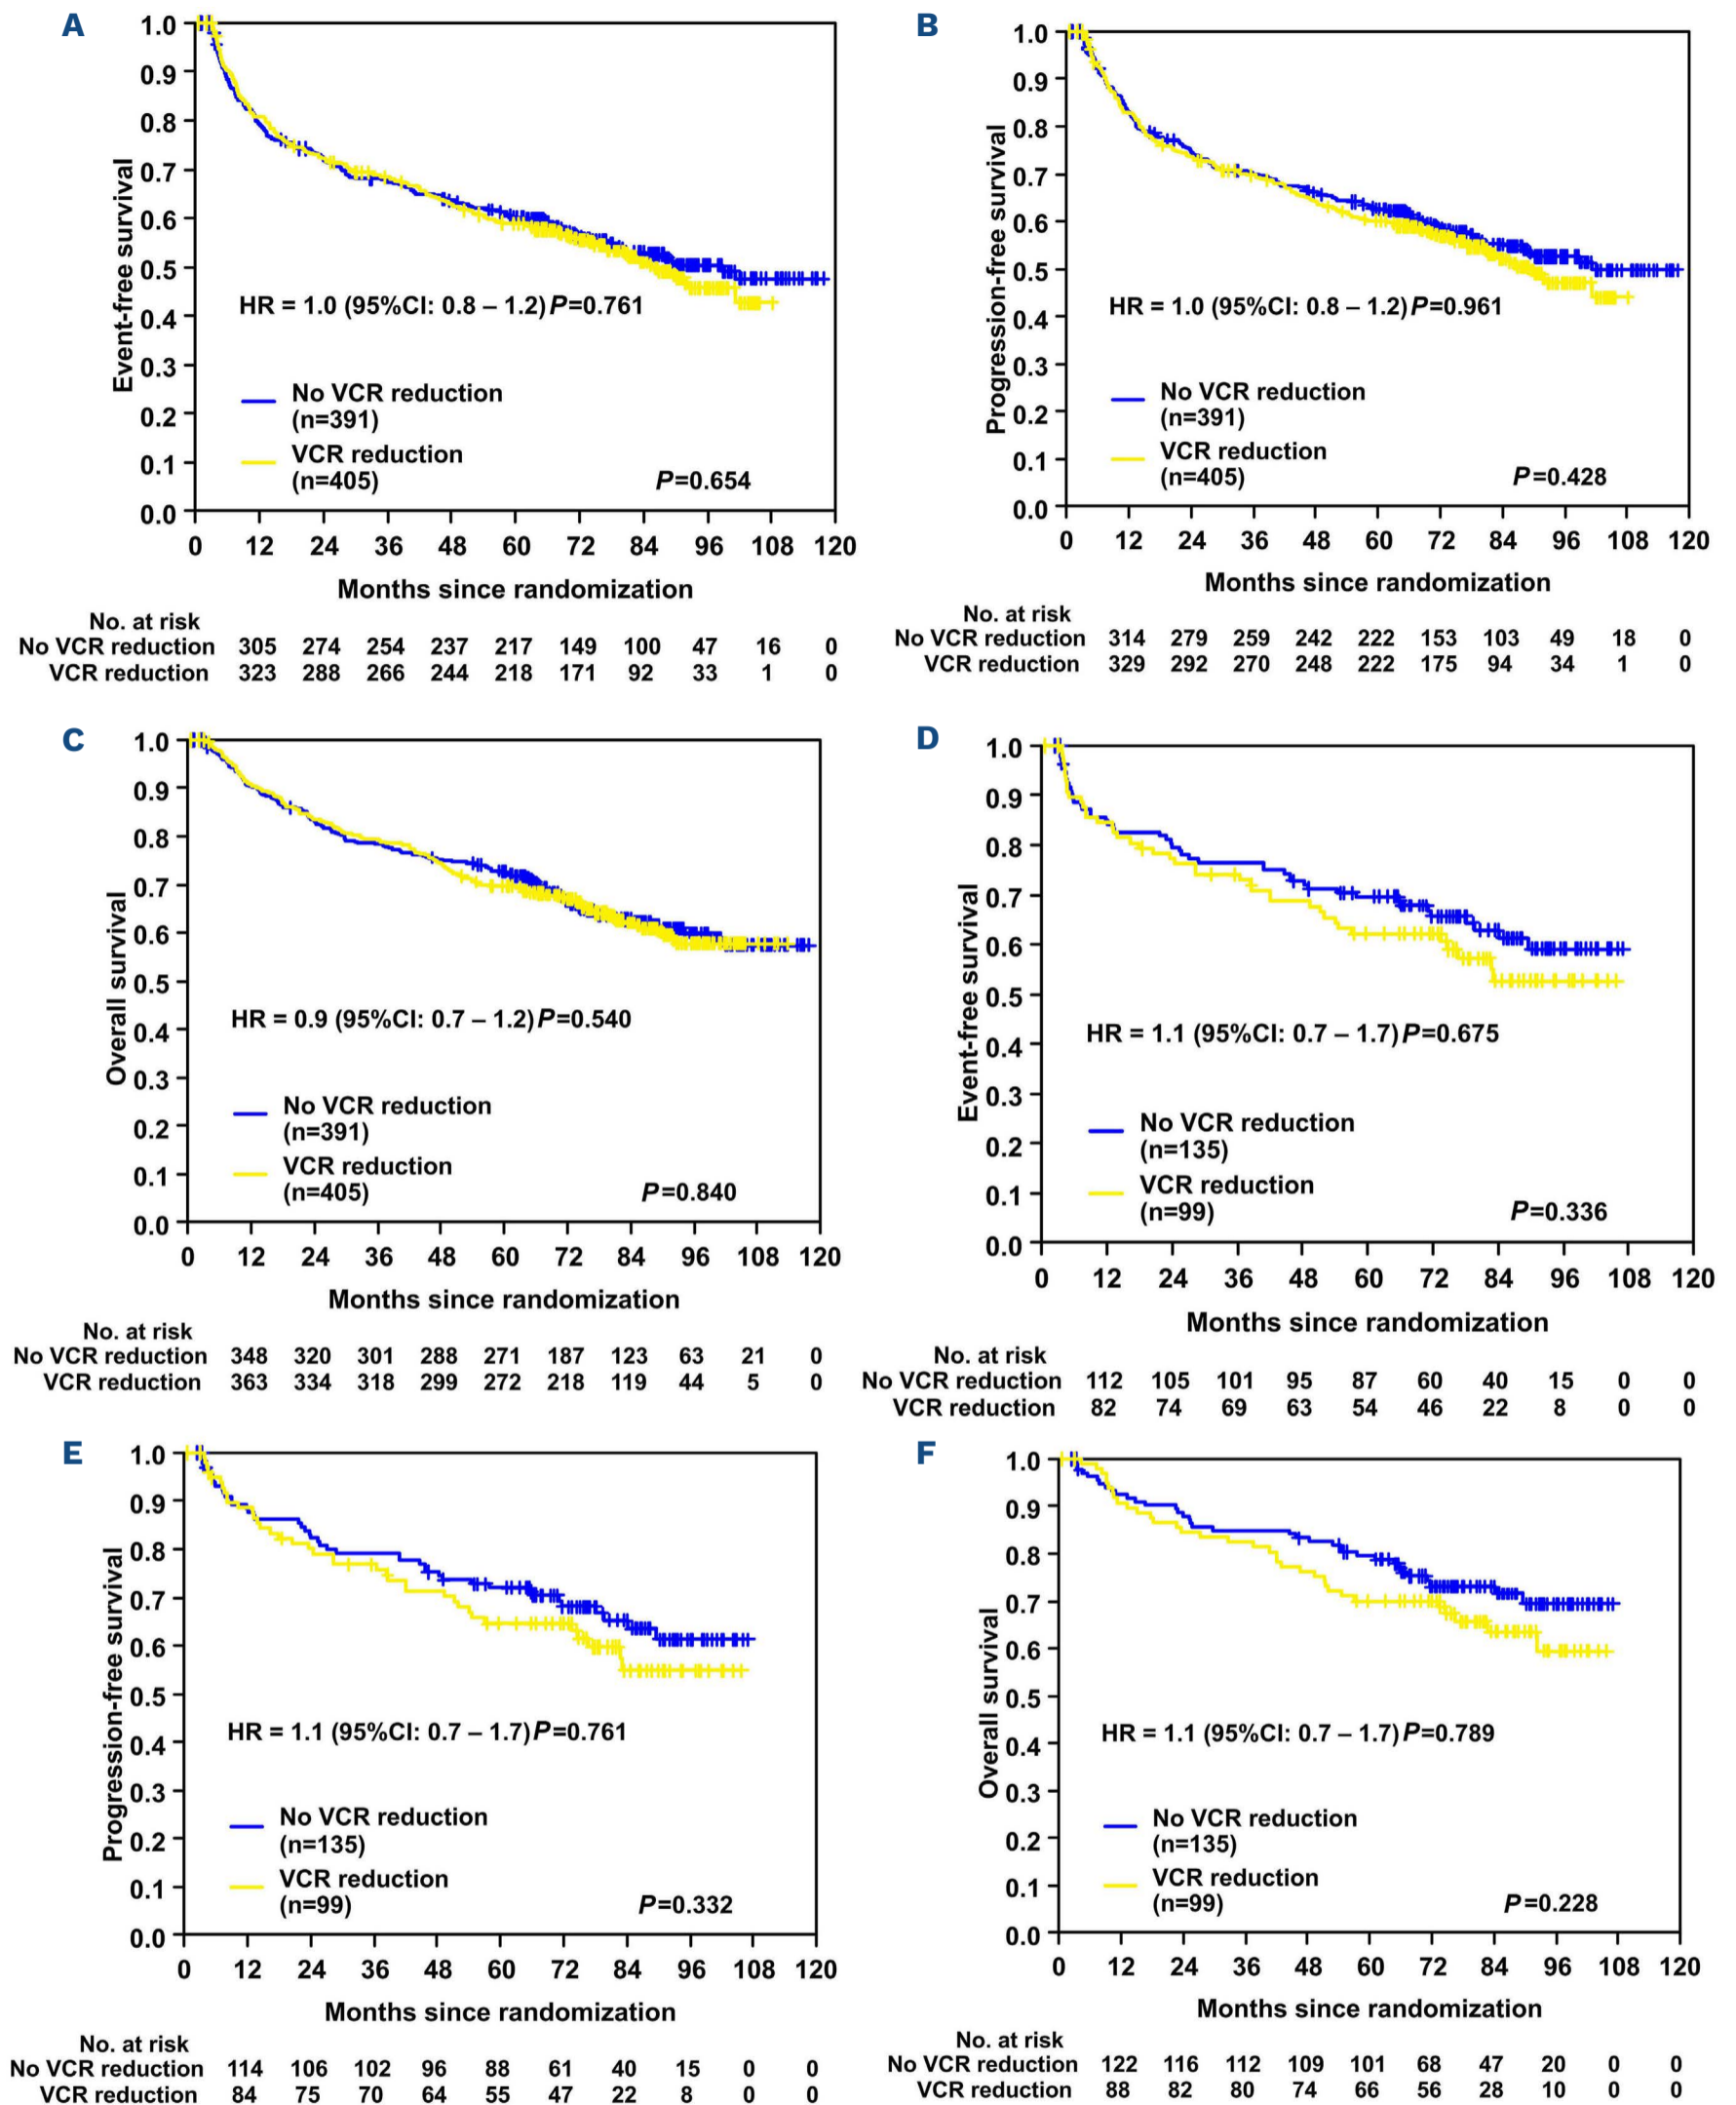 A
1.0
0.9
0.8
0.7
0.6
0.5
0.4
0.3
0.2
0.1
0.0
Event-free survival
HR = 1.0 (95%CI: 0.8 – 1.2) P=0.761
No VCR reduction
(n=391)
VCR reduction
(n=405)
P=0.654
0 12 24 36 48 60 72 84 96 108 120
Months since randomization
No. at risk
No VCR reduction 305 274 254 237 217 149 100 47 16 0
VCR reduction 323 288 266 244 218 171 92 33 1 0
B
1.0
0.9
0.8
0.7
0.6
0.5
0.4
0.3
0.2
0.1
0.0
Progression-free survival
HR = 1.0 (95%CI: 0.8 – 1.2) P=0.961
No VCR reduction
(n=391)
VCR reduction
(n=405)
P=0.428
0 12 24 36 48 60 72 84 96 108 120
Months since randomization
No. at risk
No VCR reduction 314 279 259 242 222 153 103 49 18 0
VCR reduction 329 292 270 248 222 175 94 34 1 0
C
1.0
0.9
0.8
0.7
0.6
0.5
0.4
0.3
0.2
0.1
0.0
Overall survival
HR = 0.9 (95%CI: 0.7 – 1.2) P=0.540
No VCR reduction
(n=391)
VCR reduction
(n=405)
P=0.840
0 12 24 36 48 60 72 84 96 108 120
Months since randomization
No. at risk
No VCR reduction 348 320 301 288 271 187 123 63 21 0
VCR reduction 363 334 318 299 272 218 119 44 5 0
D
1.0
0.9
0.8
0.7
0.6
0.5
0.4
0.3
0.2
0.1
0.0
Event-free survival
HR = 1.1 (95%CI: 0.7 – 1.7) P=0.675
No VCR reduction
(n=135)
VCR reduction
(n=99)
P=0.336
0 12 24 36 48 60 72 84 96 108 120
Months since randomization
No. at risk
No VCR reduction 112 105 101 95 87 60 40 15 0 0
VCR reduction 82 74 69 63 54 46 22 8 0 0
E
1.0
0.9
0.8
0.7
0.6
0.5
0.4
0.3
0.2
0.1
0.0
Progression-free survival
HR = 1.1 (95%CI: 0.7 – 1.7) P=0.761
No VCR reduction
(n=135)
VCR reduction
(n=99)
P=0.332
0 12 24 36 48 60 72 84 96 108 120
Months since randomization
No. at risk
No VCR reduction 114 106 102 96 88 61 40 15 0 0
VCR reduction 84 75 70 64 55 47 22 8 0 0
F
1.0
0.9
0.8
0.7
0.6
0.5
0.4
0.3
0.2
0.1
0.0
Overall survival
HR = 1.1 (95%CI: 0.7 – 1.7) P=0.789
No VCR reduction
(n=135)
VCR reduction
(n=99)
P=0.228
0 12 24 36 48 60 72 84 96 108 120
Months since randomization
No. at risk
No VCR reduction 122 116 112 109 101 68 47 20 0 0
VCR reduction 88 82 80 74 66 56 28 10 0 0